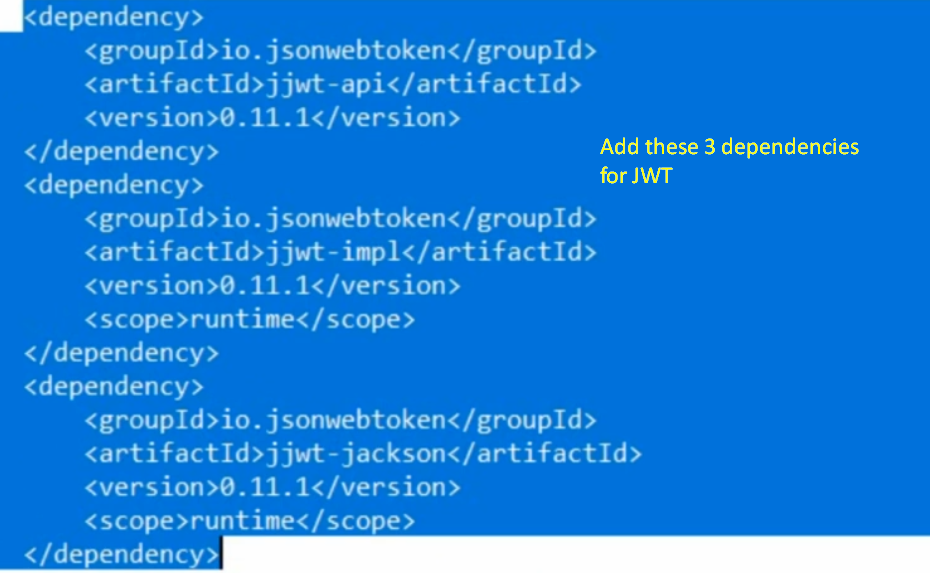 <dependency>
    <groupId>io.jsonwebtoken</groupId>
    <artifactId>jjwt-api</artifactId>
    <version>0.11.1</version>
</dependency>
<dependency>
    <groupId>io.jsonwebtoken</groupId>
    <artifactId>jjwt-impl</artifactId>
    <version>0.11.1</version>
    <scope>runtime</scope>
</dependency>
<dependency>
    <groupId>io.jsonwebtoken</groupId>
    <artifactId>jjwt-jackson</artifactId>
    <version>0.11.1</version>
    <scope>runtime</scope>
</dependency>
Add these 3 dependencies
for JWT